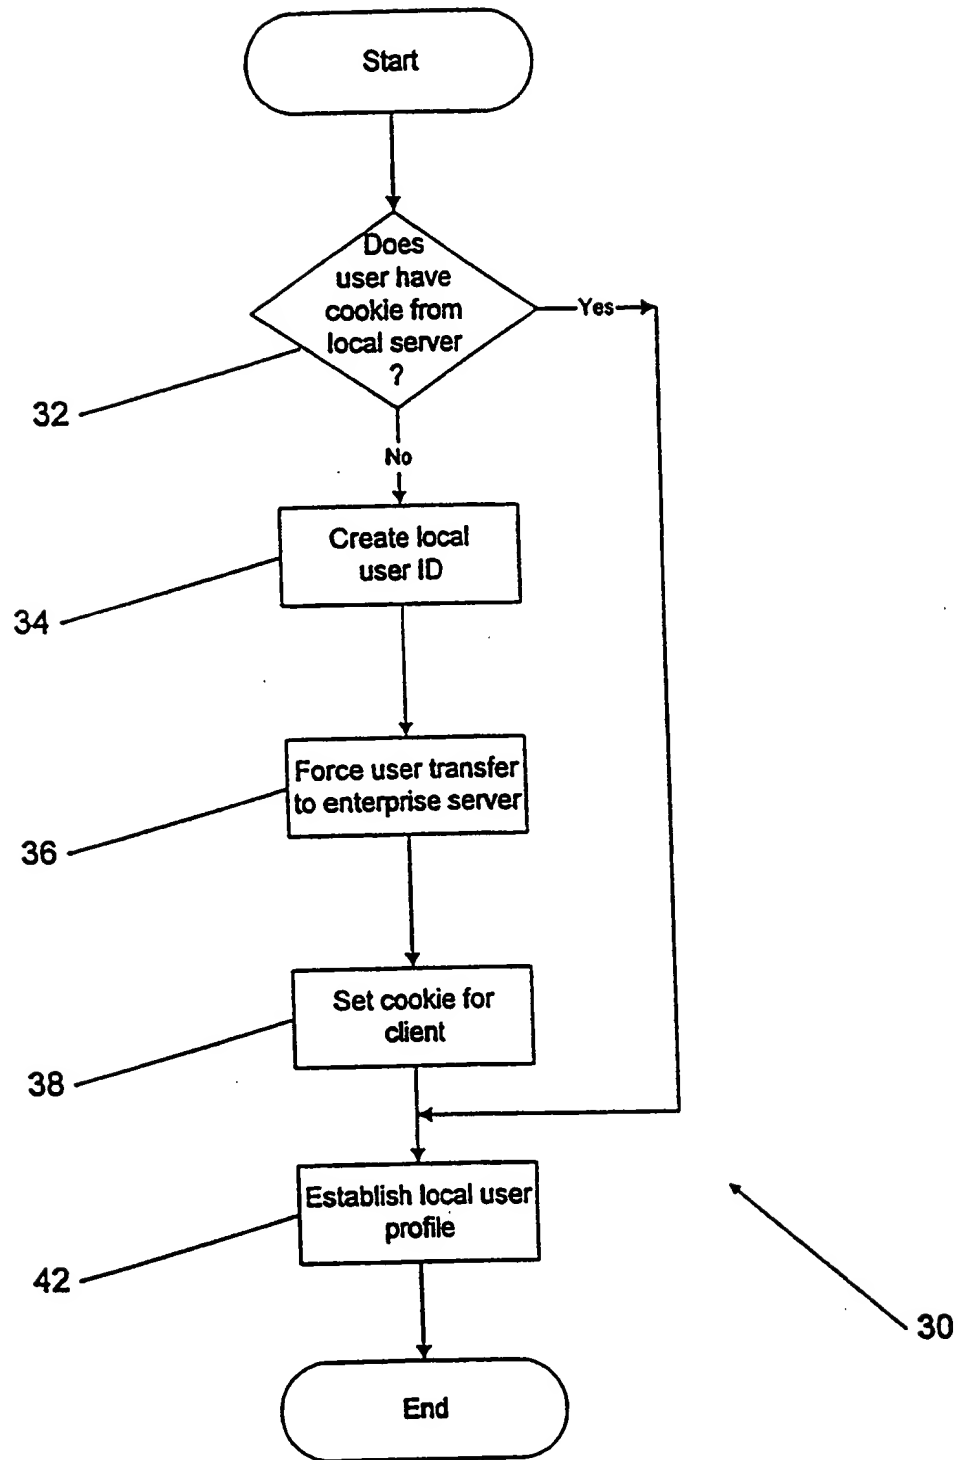 Start
Does
user have
cookie from
local server
?
Yes
32
No
Create local
user ID
34
Force user transfer
to enterprise server
36
Set cookie for
client
38
Establish local user
profile
42
30
End